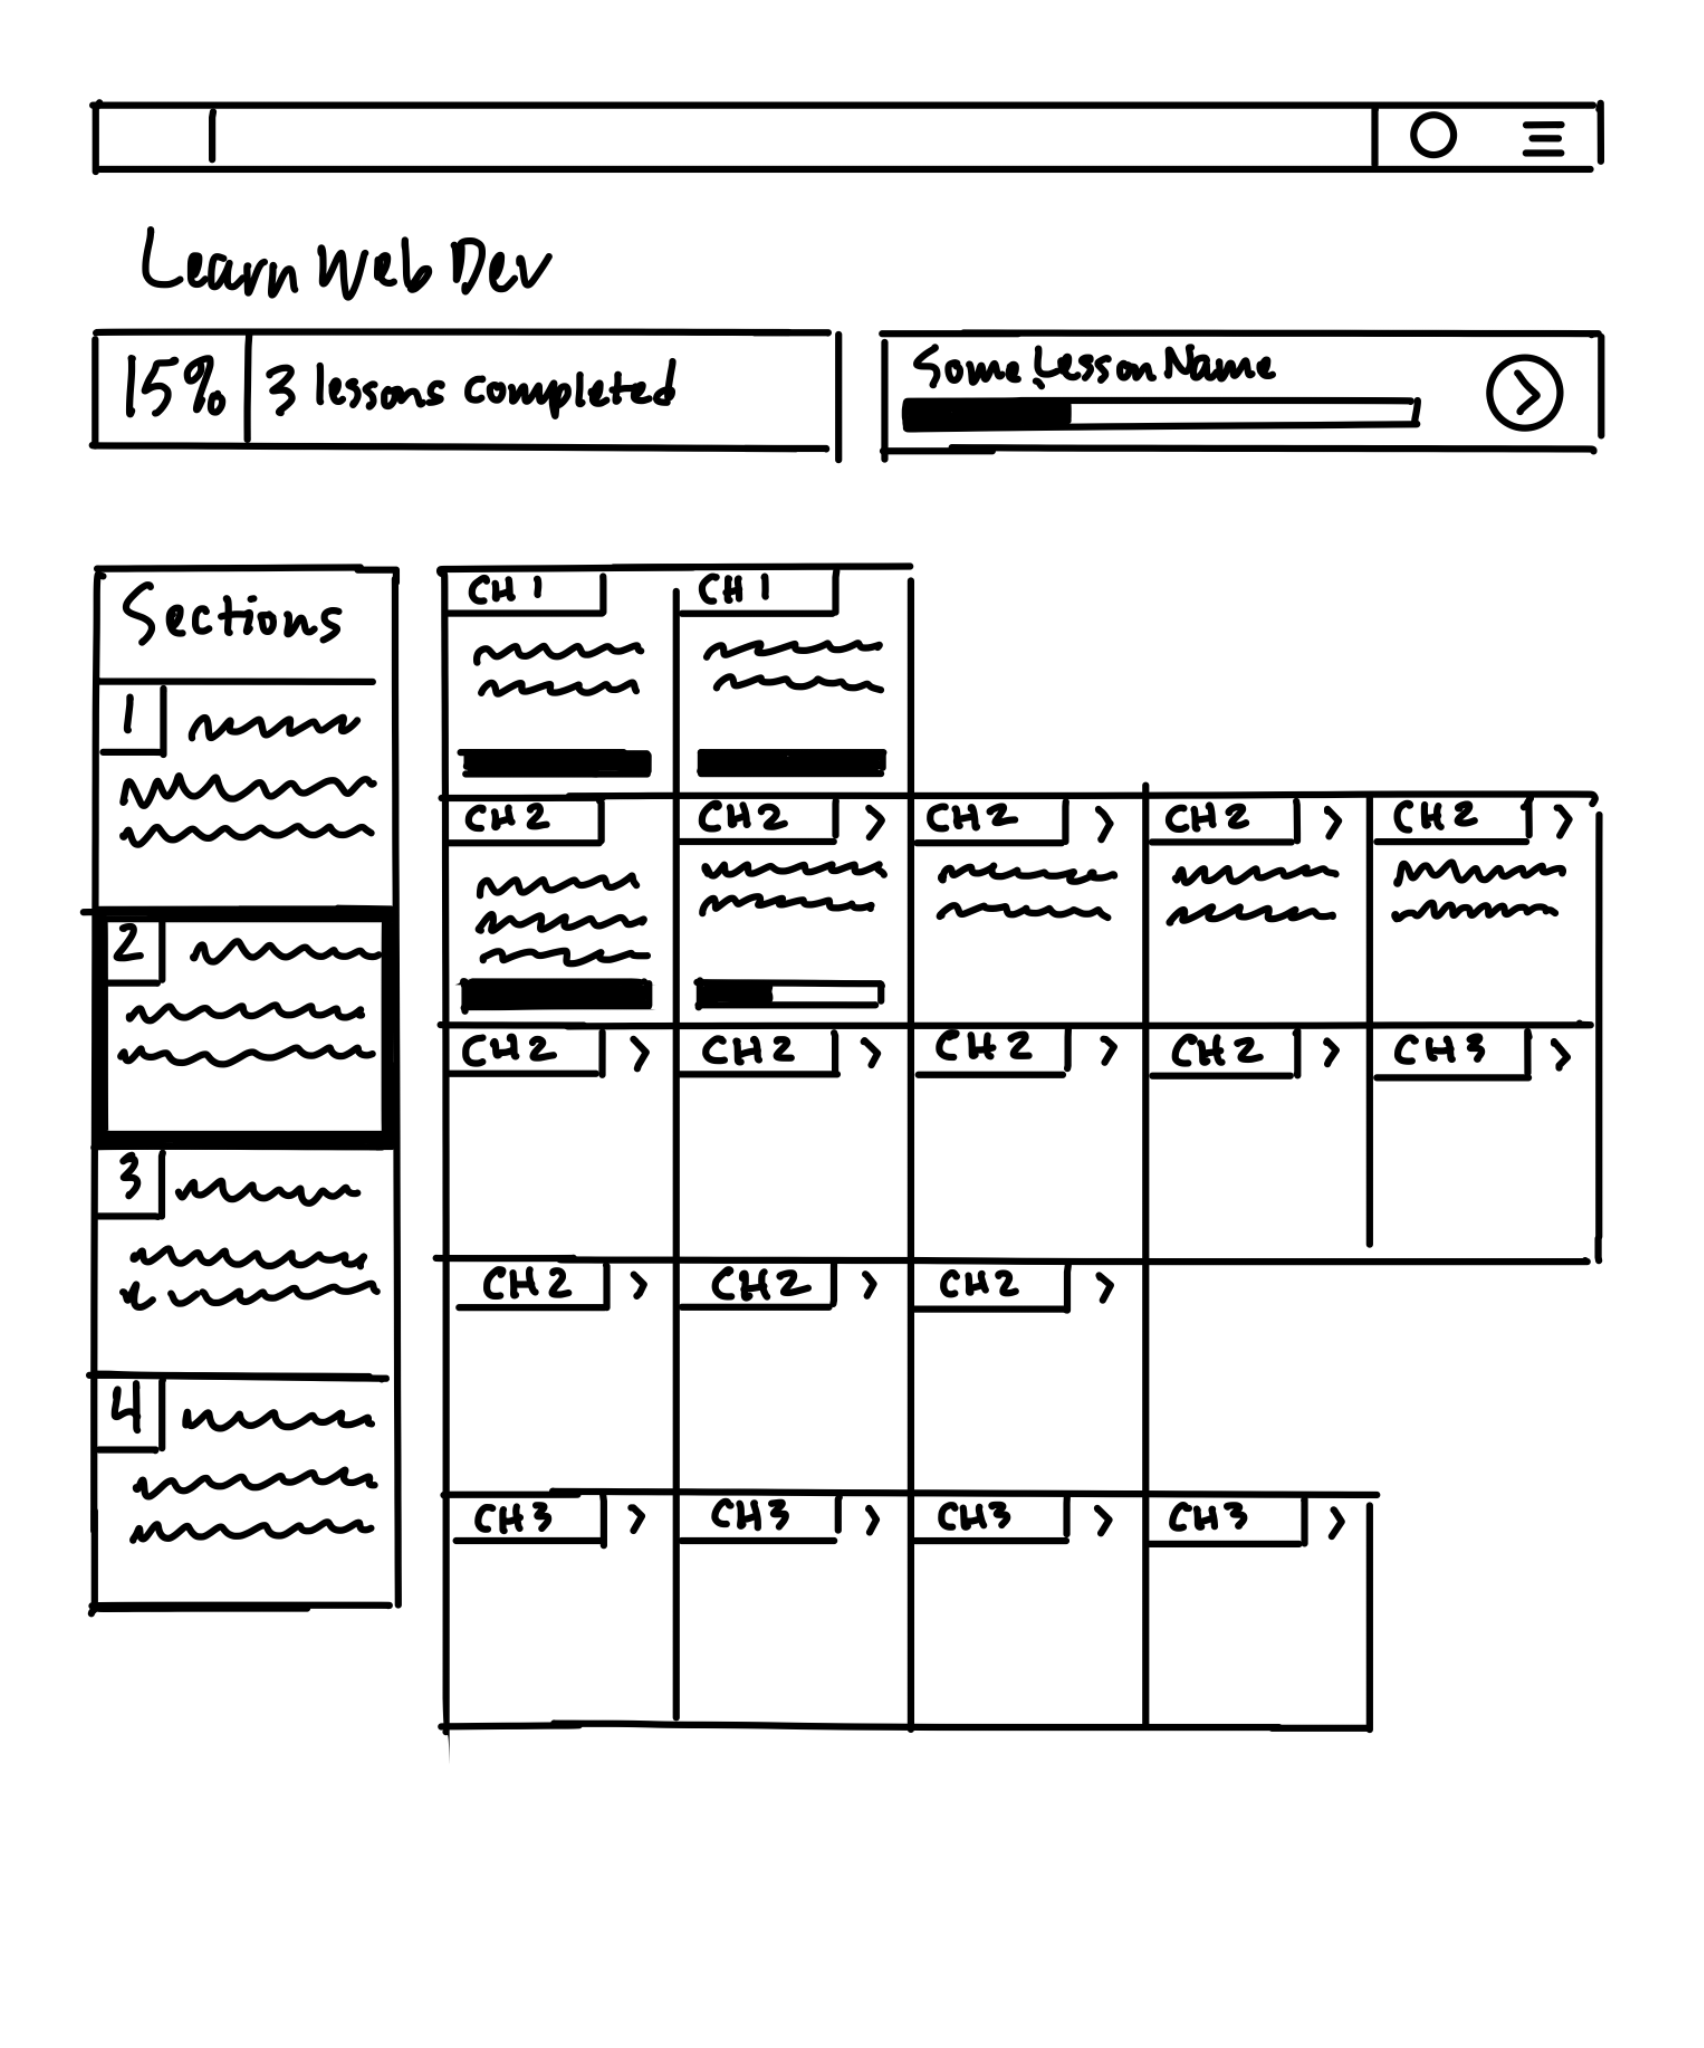 Learn Web Dev
15% 3 lessons completed
Some Lesson Name
Sections
1
2
3
4
CH 1 CH 1
CH2 CH2 > CH2 > CH2 > CH2 >
CH2 > CH2 > CH2 > CH2 > CH3 >
CH2 > CH2 > CH2 >
CH3 > CH3 > CH3 > CH3 >